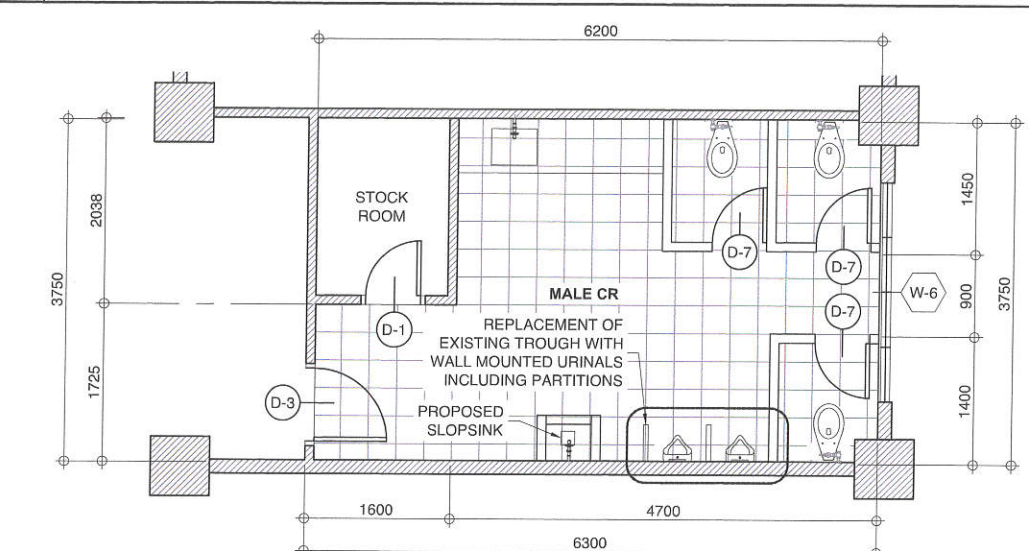 6200
2038
3750
1725
STOCK
ROOM
D-1
D-3
MALE CR
REPLACEMENT OF
EXISTING TROUGH WITH
WALL MOUNTED URINALS
INCLUDING PARTITIONS
PROPOSED
SLOPSINK
D-7
D-7
D-7
W-6
1450
900
3750
1400
1600
4700
6300